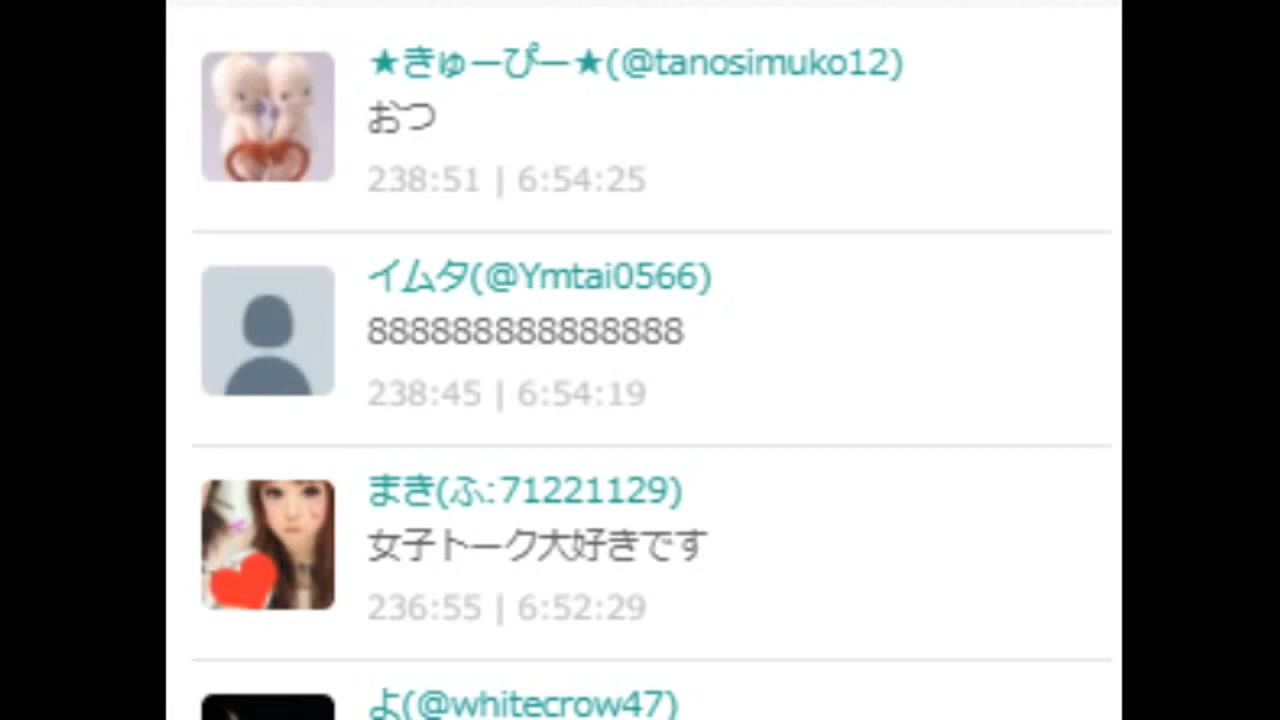 ★きゅーぴー★(@tanosimuko12)
おつ
238:51 | 6:54:25
イムタ(@Ymtai0566)
888888888888888
238:45 | 6:54:19
まき(ふ:71221129)
女子トーク大好きです
236:55 | 6:52:29
よ(@whitecrow47)